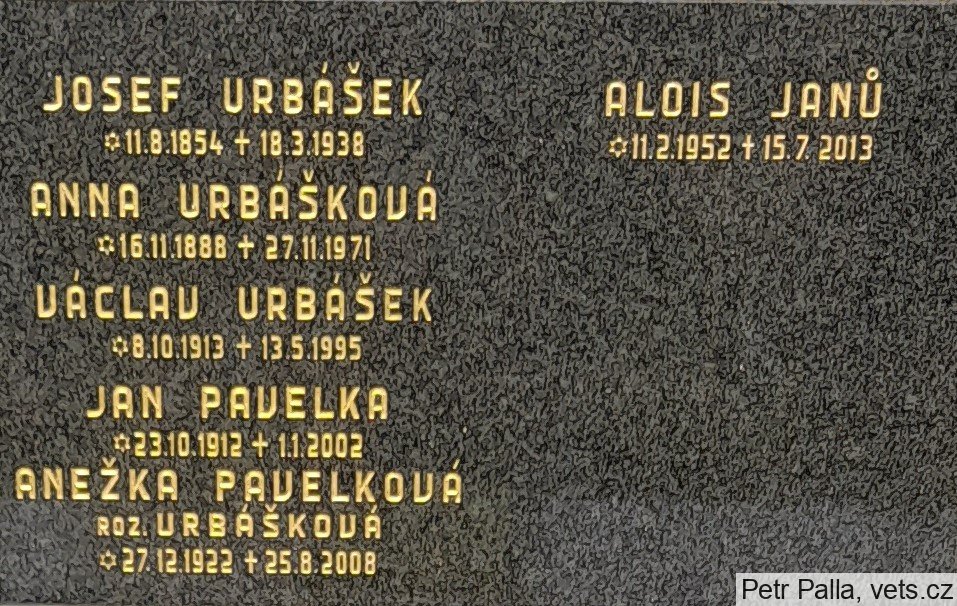 JOSEF URBÁŠEK
✡11.8.1854 ✝ 18.3.1938
ANNA URBÁŠKOVÁ
✡16.11.1888 ✝ 27.11.1971
VÁCLAV URBÁŠEK
✡8.10.1913 ✝ 13.5.1995
JAN PAVELKA
✡23.10.1912 ✝ 1.1.2002
ANEŽKA PAVELKOVÁ
ROZ. URBÁŠKOVÁ
✡27.12.1922 ✝ 25.8.2008
ALOIS JANŮ
✡11.2.1952 ✝ 15.7.2013
Petr Palla, vets.cz